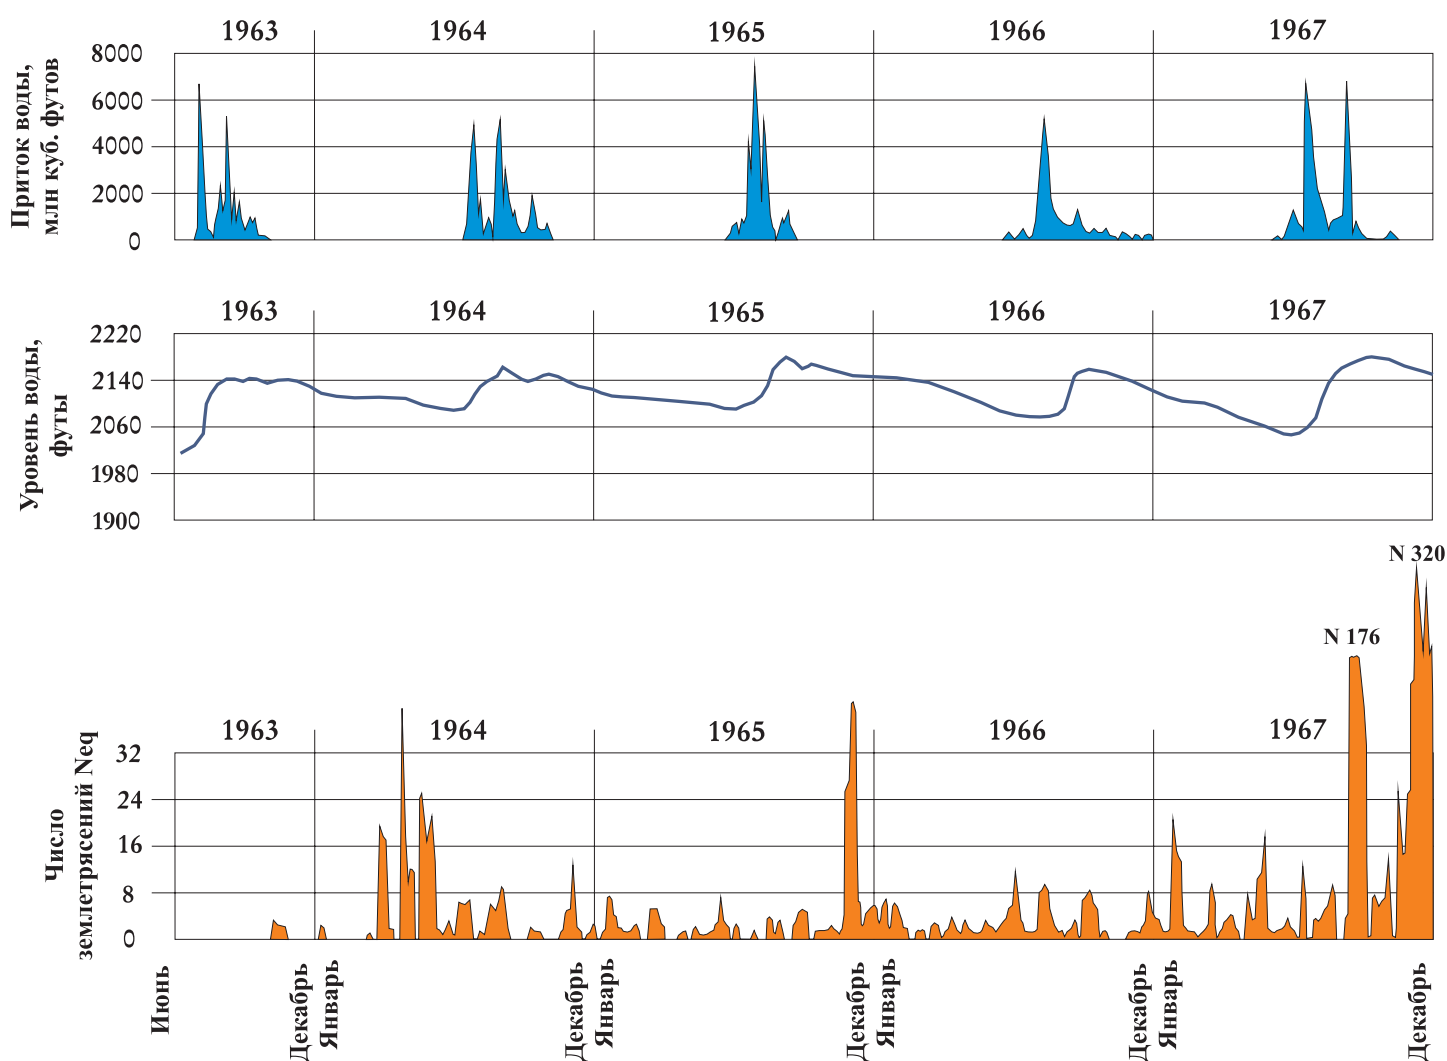 1963 1964 1965 1966 1967
Приток воды,
млн куб. футов
8000
6000
4000
2000
0
1963 1964 1965 1966 1967
Уровень воды,
футы
2220
2140
2060
1980
1900
N 320
N 176
1963 1964 1965 1966 1967
Число
землетрясений Neq
32
24
16
8
0
Июнь
Декабрь
Январь
Декабрь
Январь
Декабрь
Январь
Декабрь
Январь
Декабрь